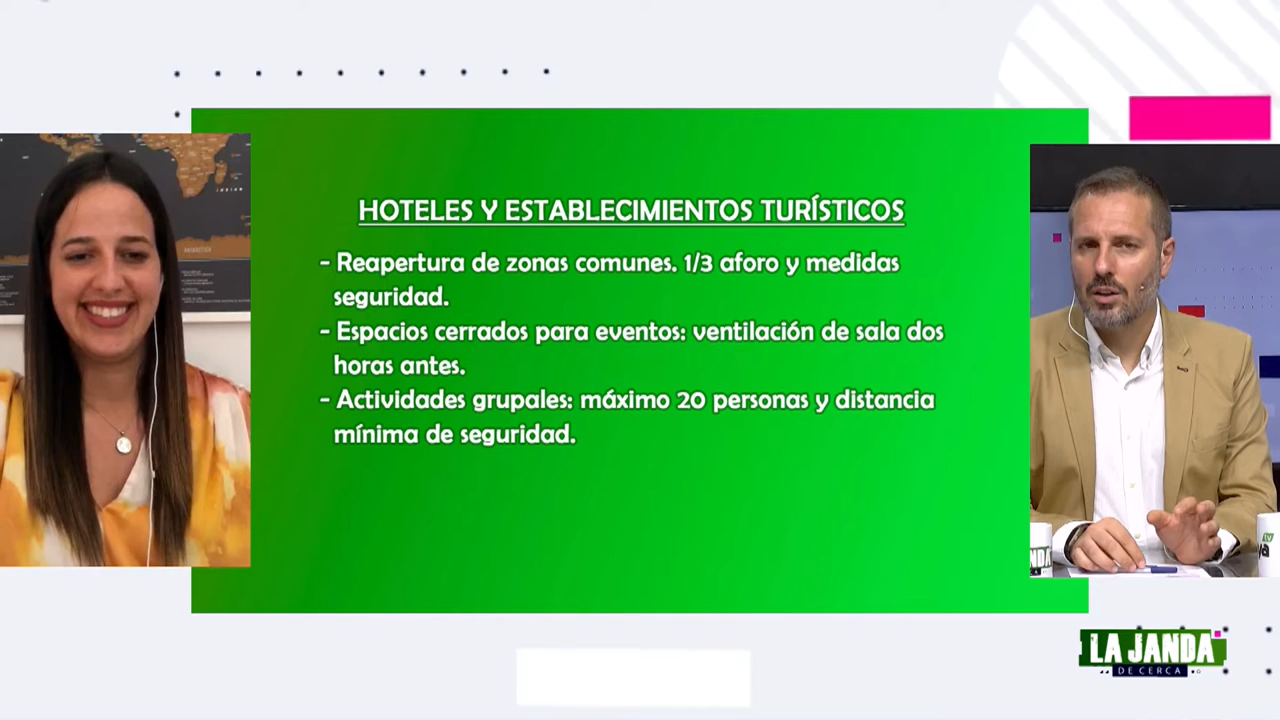 HOTELES Y ESTABLECIMIENTOS TURÍSTICOS
- Reapertura de zonas comunes. 1/3 aforo y medidas
seguridad.
- Espacios cerrados para eventos: ventilación de sala dos
horas antes.
- Actividades grupales: máximo 20 personas y distancia
mínima de seguridad.
LA JANDA
DE CERCA